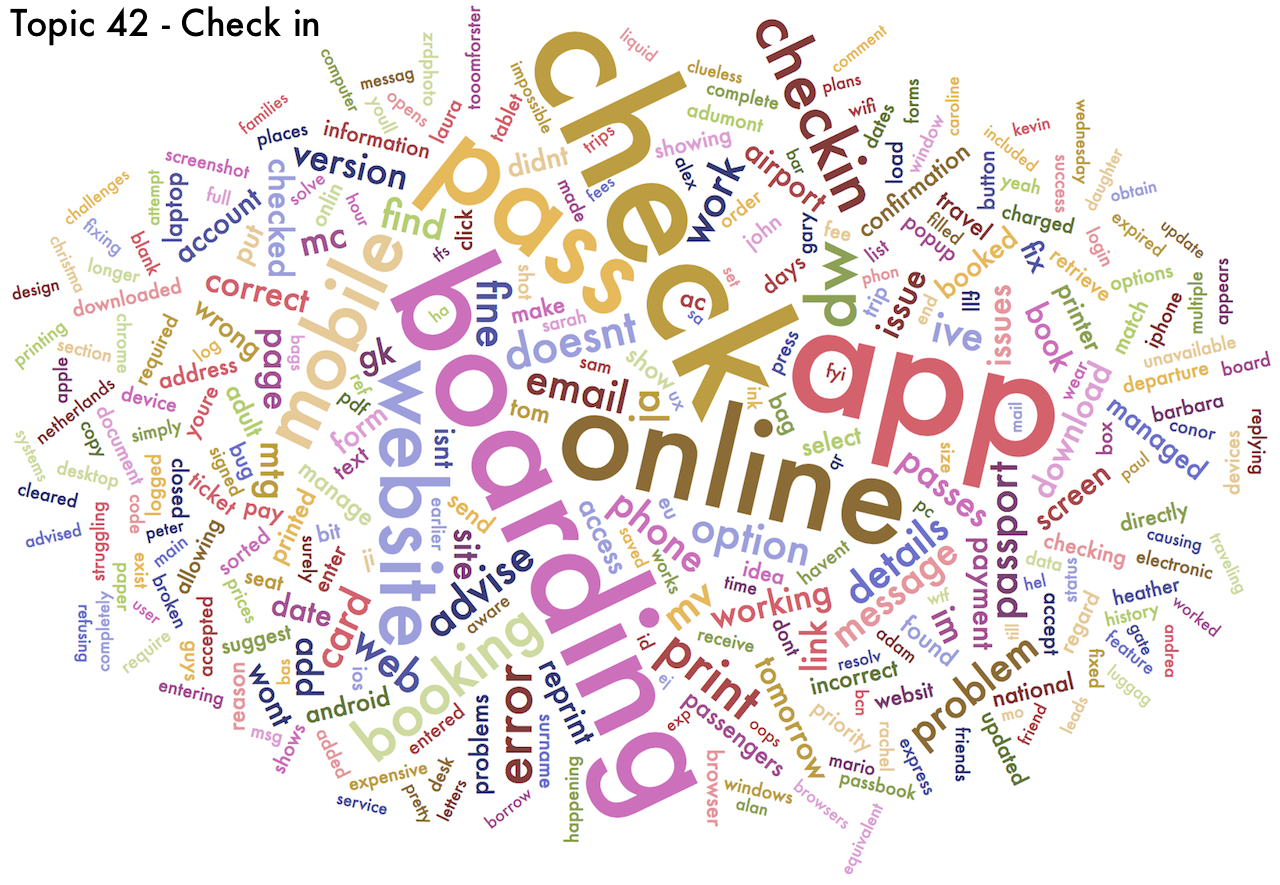 Topic 42 - Check in
check
app
boarding
online
pass
website
mobile
checkin
booking
print
error
problem
web
advise
phone
option
details
message
email
doesnt
fine
passport
download
working
card
work
version
find
dw
mc
gk
mv
im
ive
al
mtg
page
correct
wrong
account
checked
put
information
laura
tablet
tooomforster
impossible
liquid
clueless
complete
adumont
showing
didnt
trips
made
fees
alex
bar
airport
order
john
gary
days
set
ac
sa
fee
plans
comment
wifi
dates
forms
load
window
caroline
confirmation
travel
button
included
kevin
yeah
success
wednesday
daughter
obtain
charged
login
expired
update
popup
filled
list
phon
trip
issue
end
fill
booked
fix
retrieve
options
issues
book
printer
match
iphone
multiple
appears
unavailable
departure
board
wear
box
managed
barbara
conor
paul
devices
replying
screen
directly
causing
electronic
traveling
checking
data
status
hel
accept
till
regard
heather
history
worked
gate
feature
andrea
luggag
fixed
leads
national
mo
friend
updated
friends
express
rachel
priority
mario
passbook
tomorrow
websit
bcn
incorrect
resolv
adam
found
wtf
payment
passes
size
pc
mail
fyi
press
ink
bag
select
qr
show
ux
sam
tom
sarah
make
shot
ha
tfs
click
hour
onlin
solve
full
screenshot
places
families
computer
messag
zrdphoto
youll
opens
laptop
attempt
challenges
fixing
blank
christma
longer
design
downloaded
printing
section
chrome
required
log
apple
address
bags
netherlands
device
youre
adult
ref
pdf
form
text
isnt
copy
document
simply
systems
desktop
bug
signed
logged
closed
ticket
pay
manage
cleared
code
peter
advised
struggling
main
allowing
sorted
printed
bit
surely
enter
ii
earlier
site
send
access
eu
saved
works
havent
idea
time
dont
link
receive
id
ej
aware
exist
paper
broken
user
prices
seat
date
refusing
completely
require
guys
accepted
suggest
entering
reason
wont
bas
add
ios
android
msg
shows
added
entered
expensive
desk
service
pretty
letters
problems
borrow
surname
reprint
happening
exp
passengers
oops
browser
windows
alan
browsers
equivalent